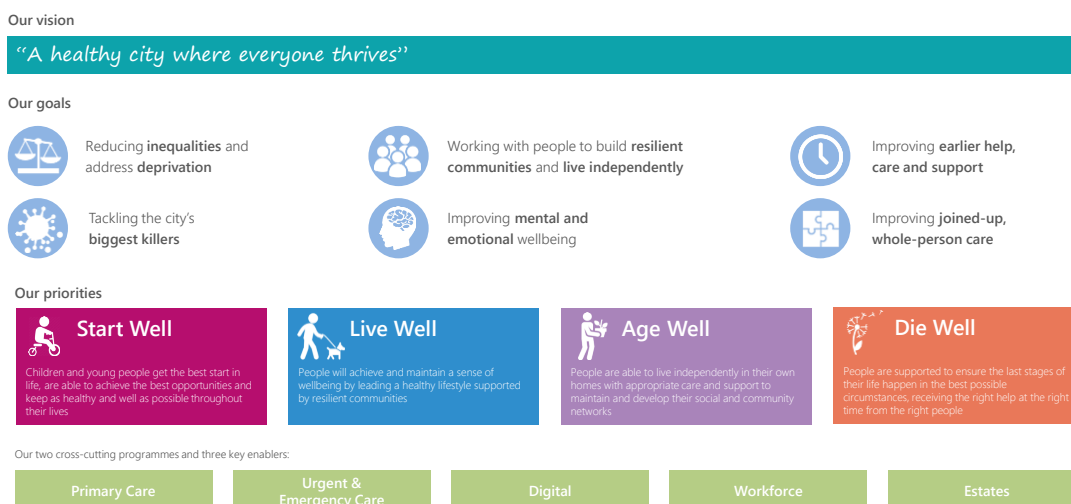 Our vision
“A healthy city where everyone thrives”
Our goals
Reducing inequalities and
address deprivation
Working with people to build resilient
communities and live independently
Improving earlier help,
care and support
Tackling the city’s
biggest killers
Improving mental and
emotional wellbeing
Improving joined-up,
whole-person care
Our priorities
Start Well
Children and young people get the best start in
life, are able to achieve the best opportunities and
keep as healthy and well as possible throughout
their lives
Live Well
People will achieve and maintain a sense of
wellbeing by leading a healthy lifestyle supported
by resilient communities
Age Well
People are able to live independently in their own
homes with appropriate care and support to
maintain and develop their social and community
networks
Die Well
People are supported to ensure the last stages of
their life happen in the best possible
circumstances, receiving the right help at the right
time from the right people
Our two cross-cutting programmes and three key enablers:
Primary Care
Urgent &
Emergency Care
Digital
Workforce
Estates